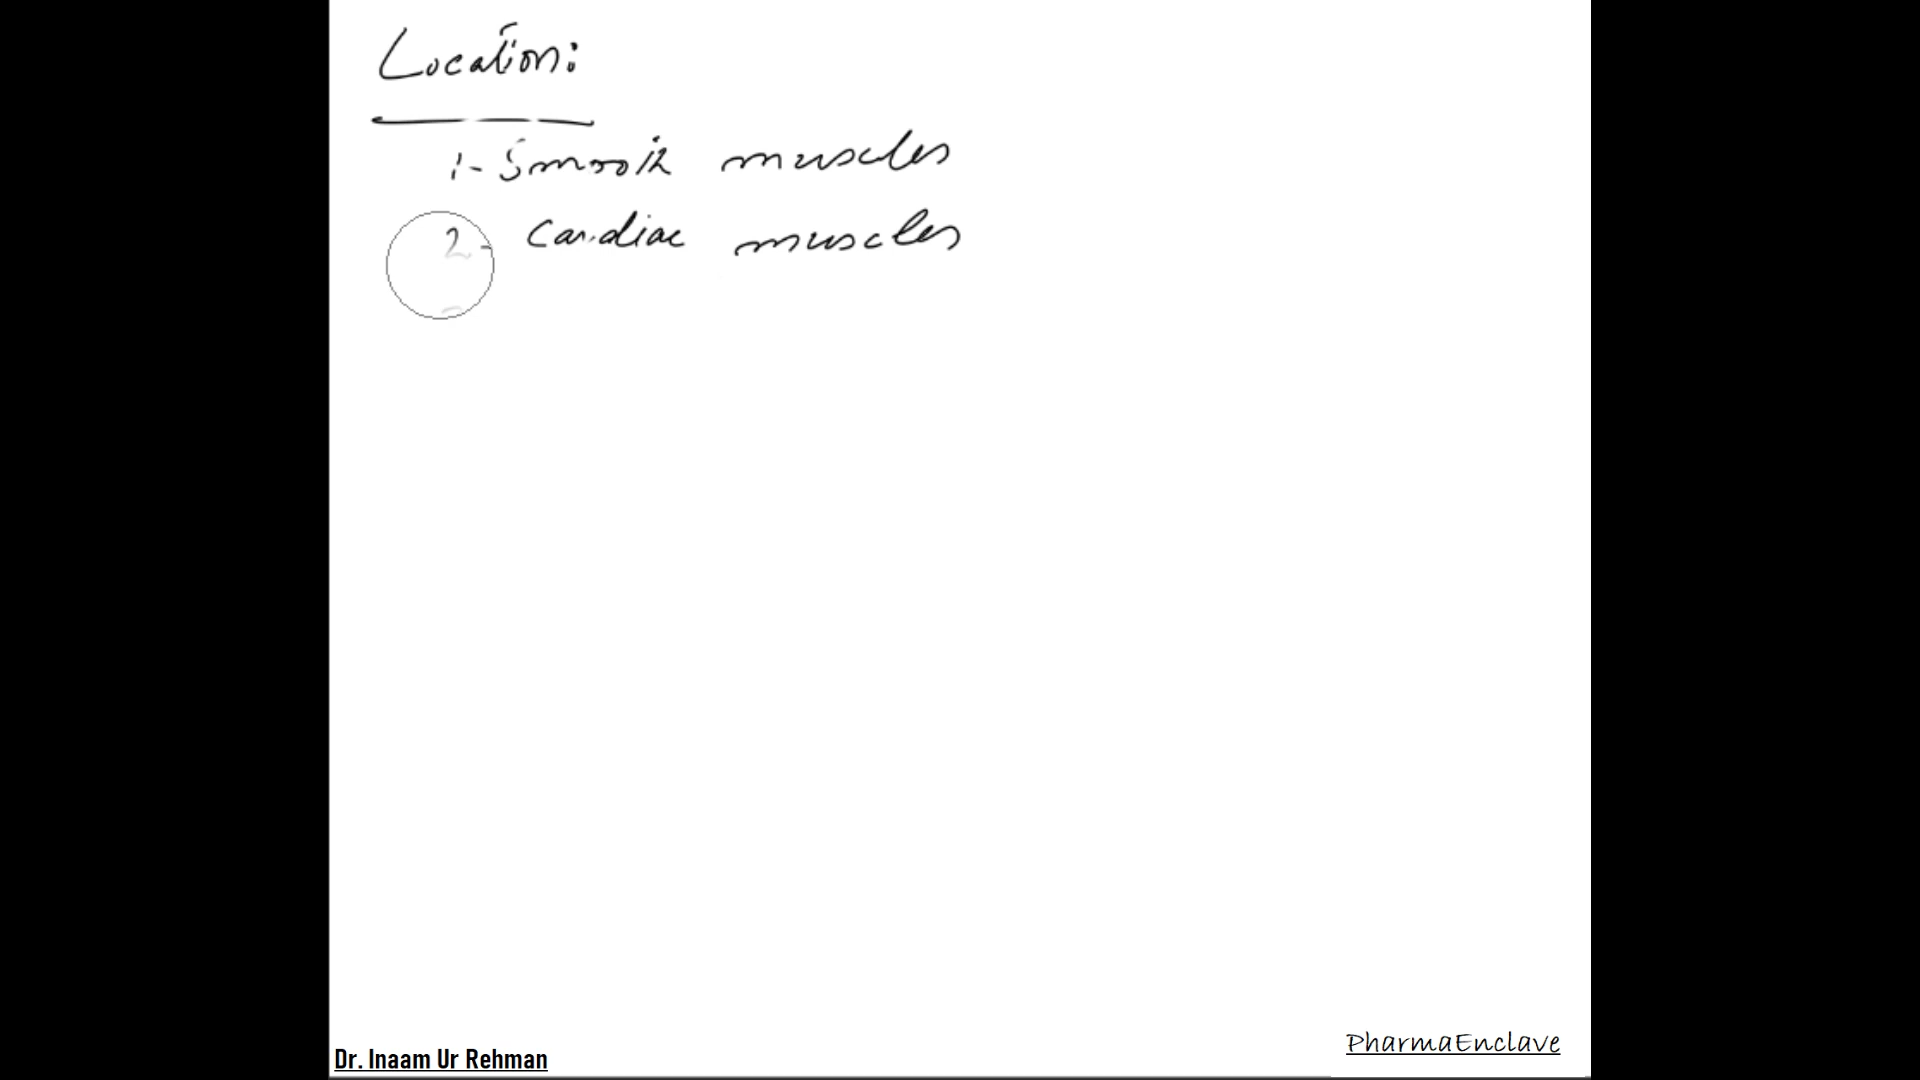 Location:
1- Smooth muscles
2- Cardiac muscles
Dr. Inaam Ur Rehman
PharmaEnclave